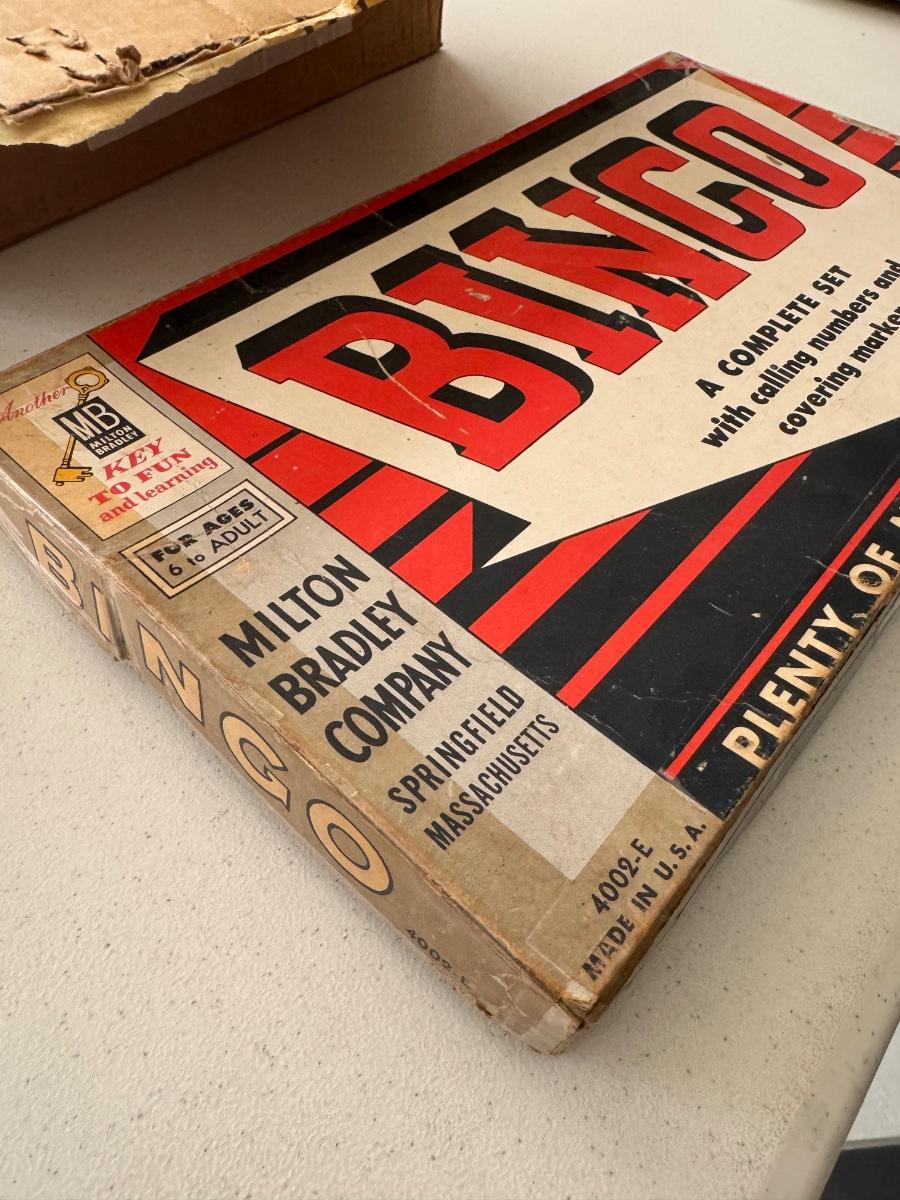 BINGO
A COMPLETE SET
with calling numbers and
covering
PLENTY OF
Another
MB
MILTON
BRADLEY
KEY
TO FUN
and learning
FOR AGES
6 to ADULT
MILTON
BRADLEY
COMPANY
SPRINGFIELD
MASSACHUSETTS
4002-E
MADE IN U.S.A.
BINGO
4002-E